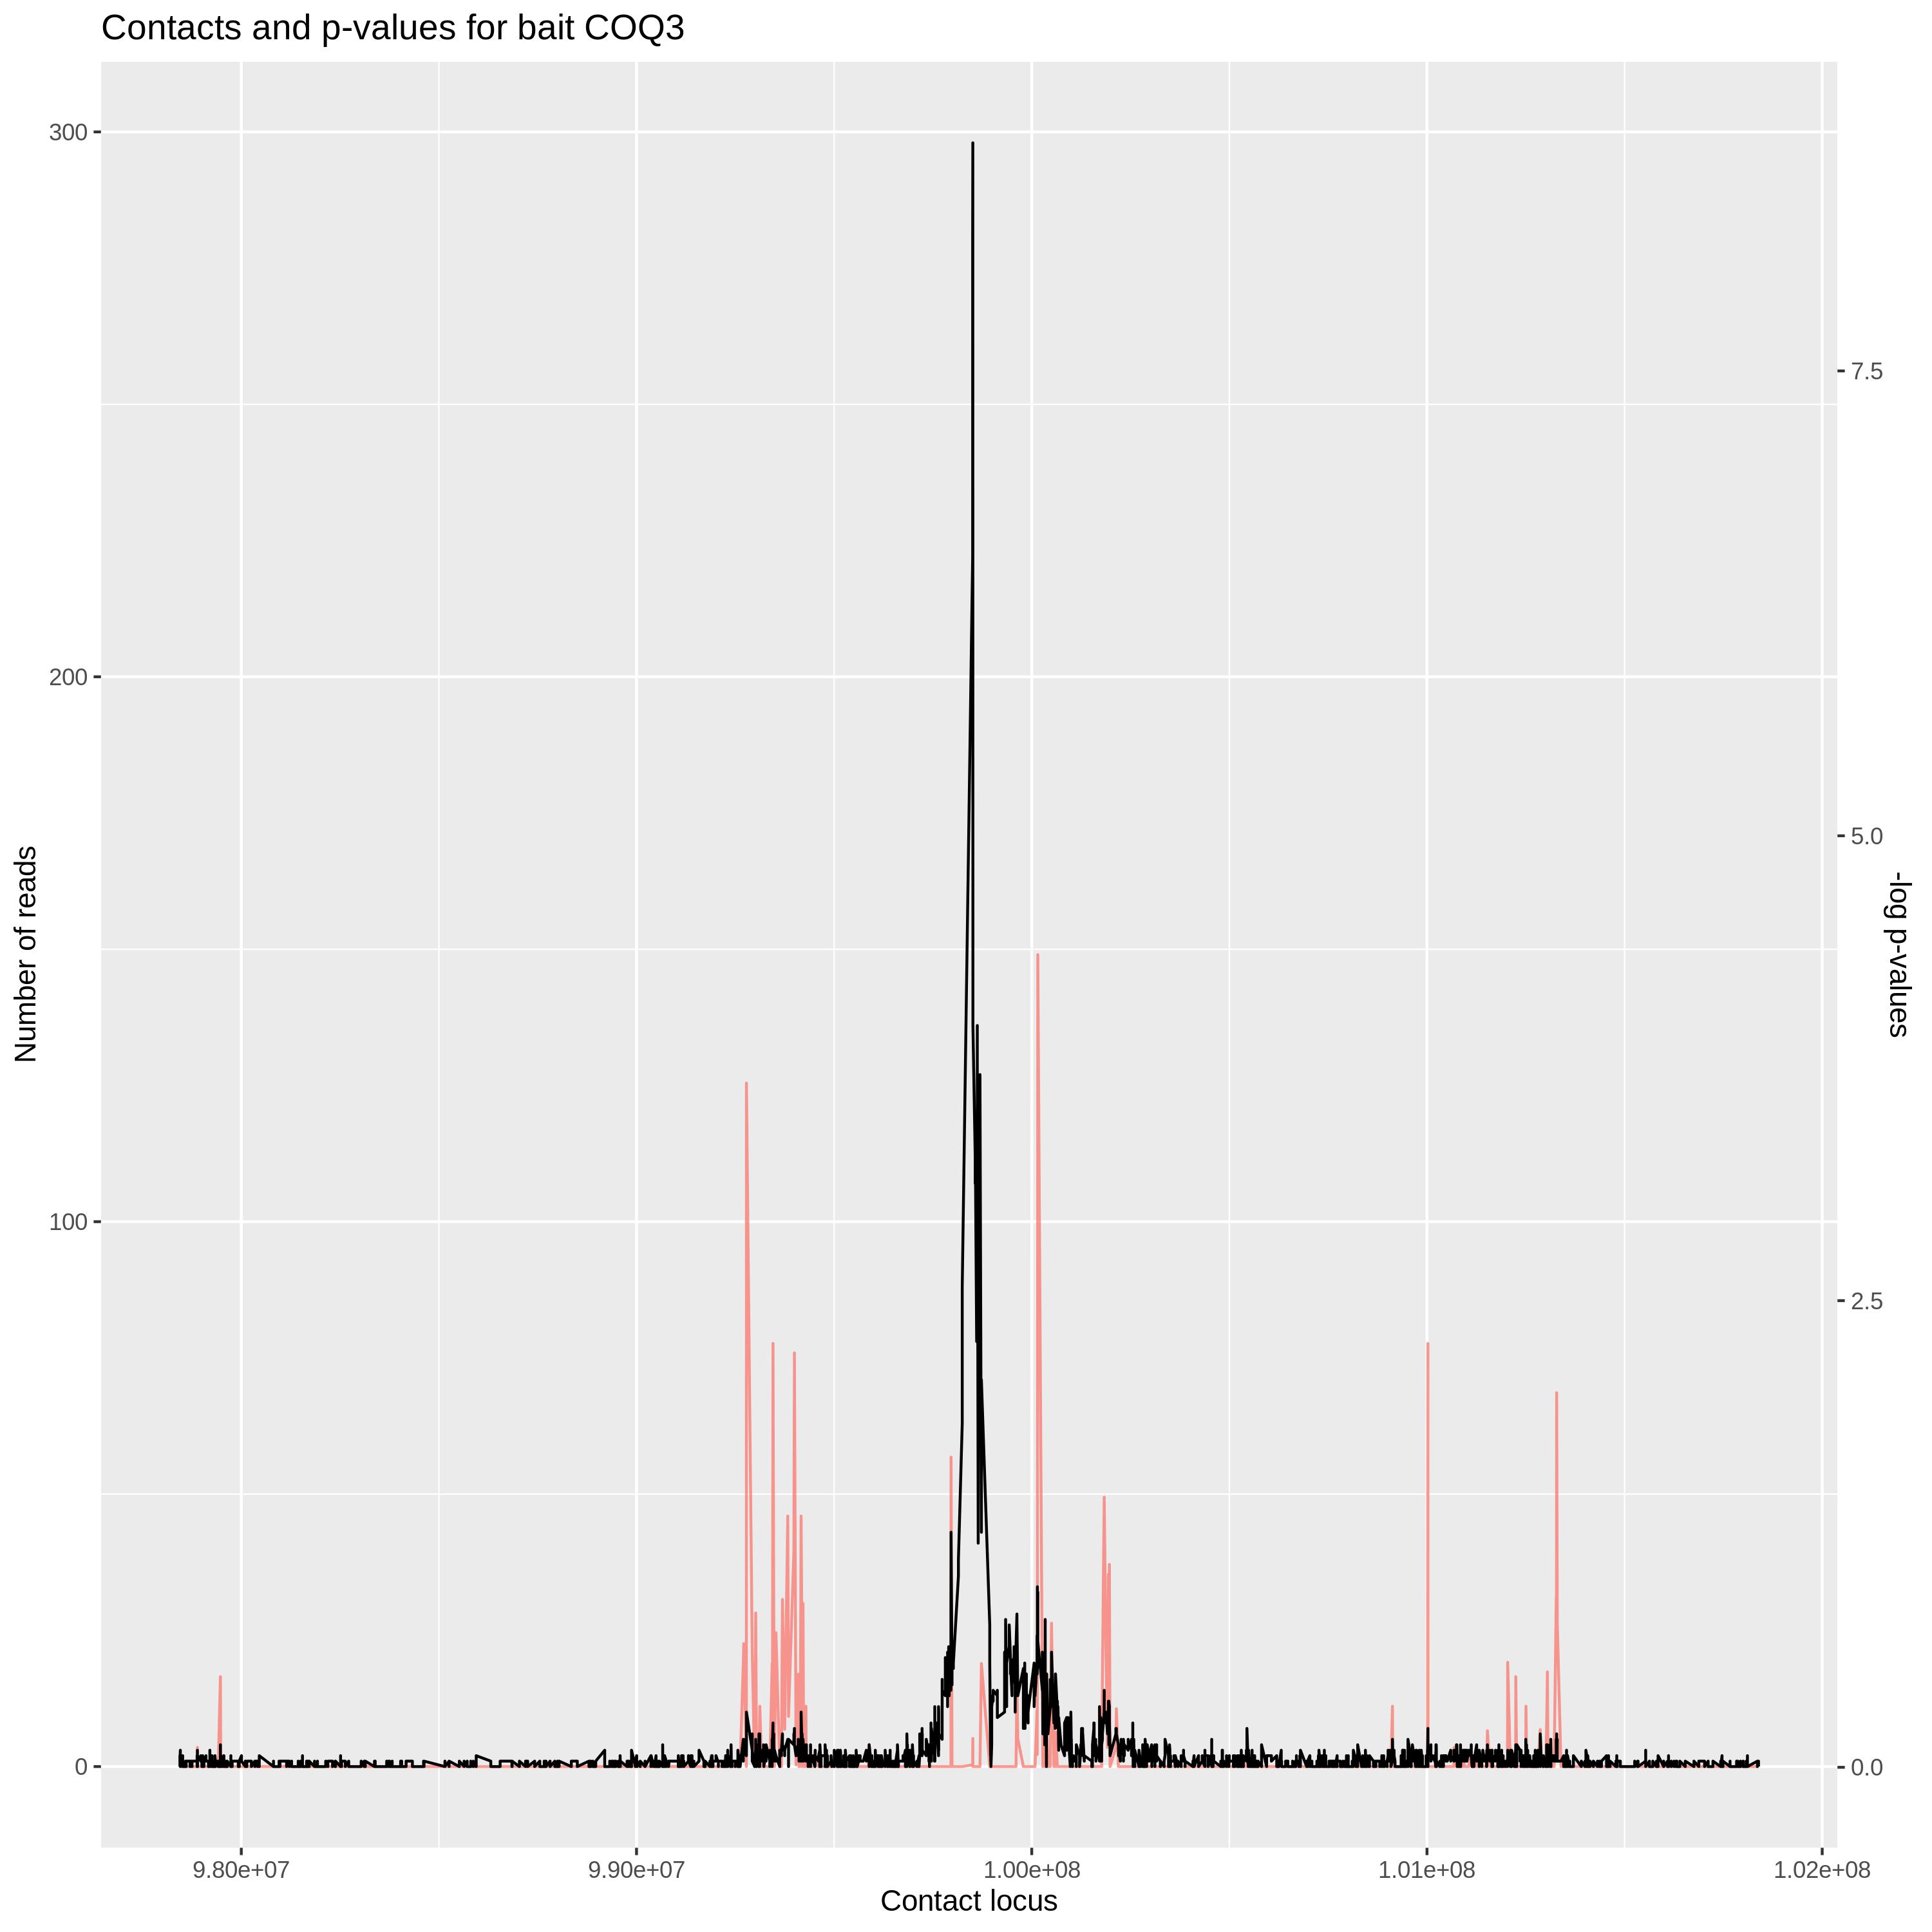 Contacts and p-values for bait COQ3
300
200
100
0
Number of reads
7.5
5.0
2.5
0.0
-log p-values
9.80e+07
9.90e+07
1.00e+08
1.01e+08
1.02e+08
Contact locus